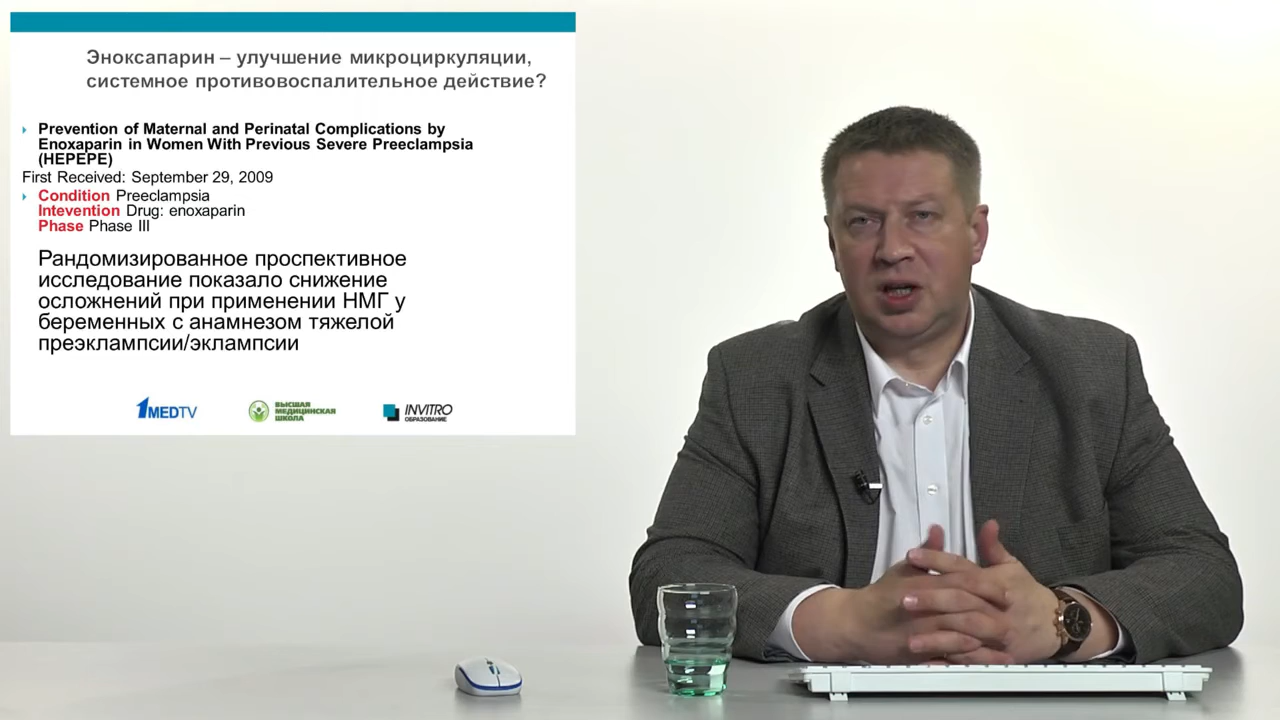 Эноксапарин – улучшение микроциркуляции,
системное противовоспалительное действие?
Prevention of Maternal and Perinatal Complications by
Enoxaparin in Women With Previous Severe Preeclampsia
(HEPEPE)
First Received: September 29, 2009
Condition Preeclampsia
Intevention Drug: enoxaparin
Phase Phase III
Рандомизированное проспективное
исследование показало снижение
осложнений при применении НМГ у
беременных с анамнезом тяжелой
преэклампсии/эклампсии
1MEDTV
ВЫСШАЯ
МЕДИЦИНСКАЯ
ШКОЛА
INVITRO
ОБРАЗОВАНИЕ